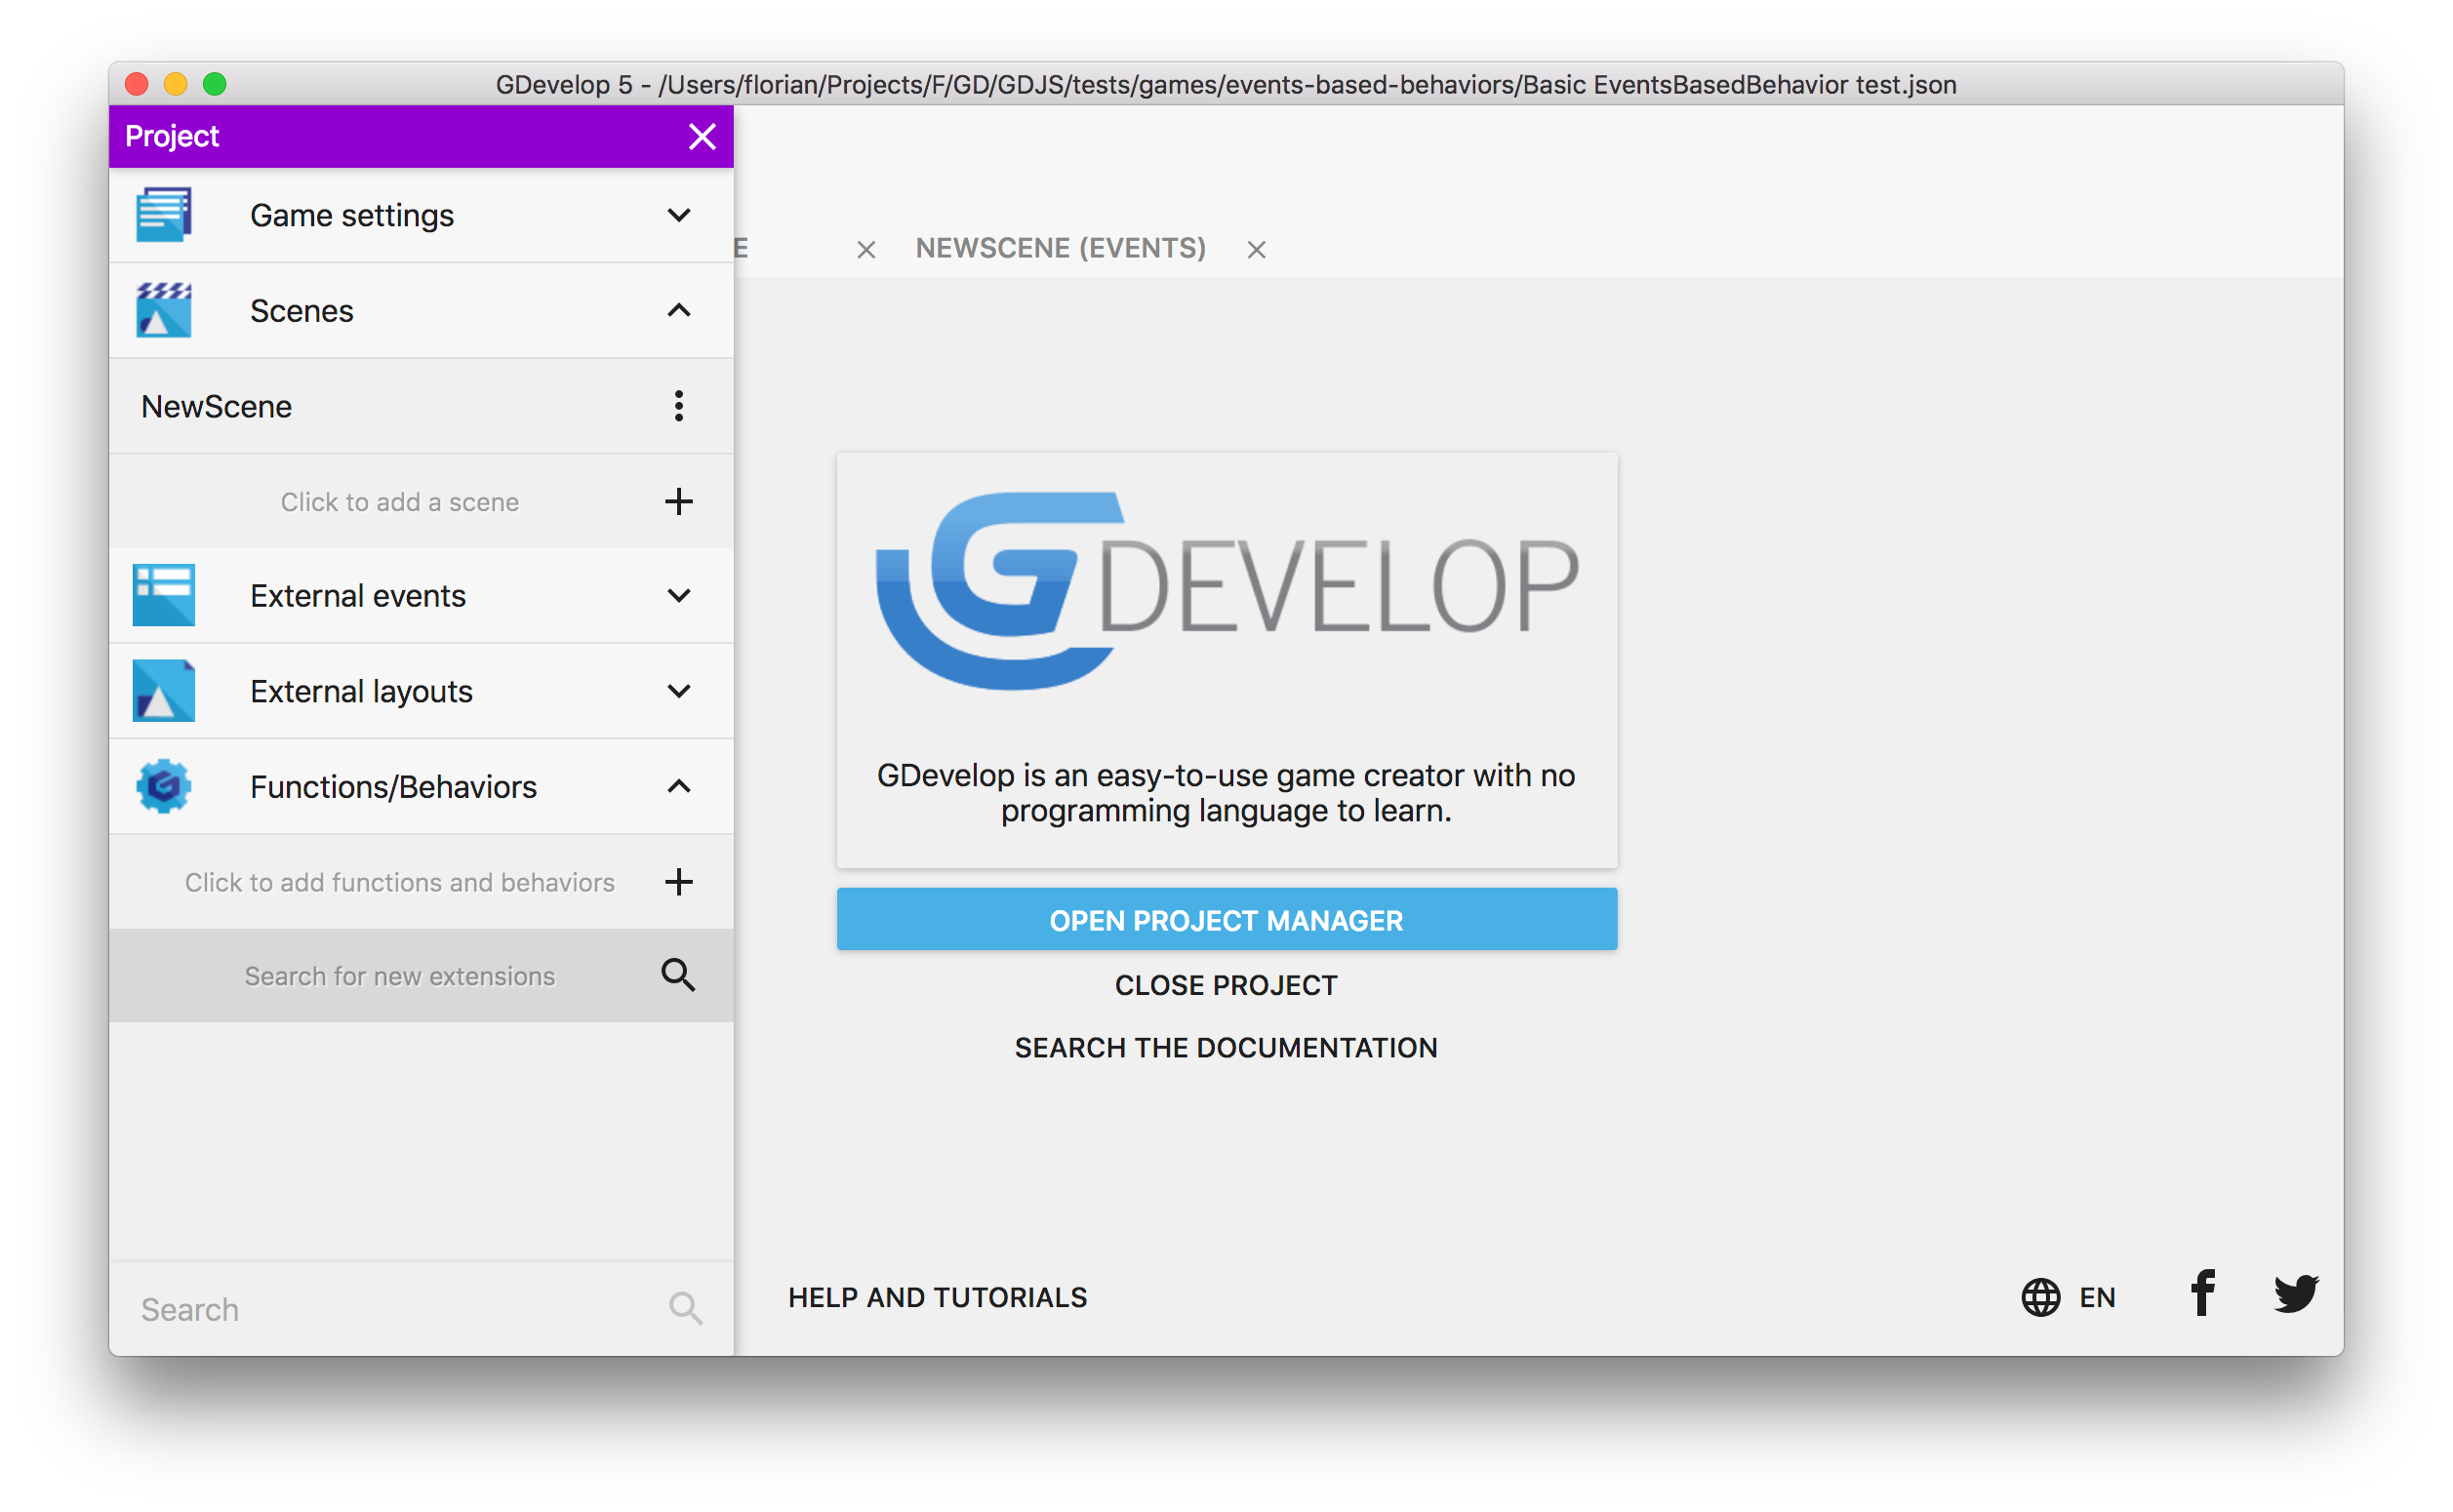 GDevelop 5 - /Users/florian/Projects/F/GD/GDJS/tests/games/events-based-behaviors/Basic EventsBasedBehavior test.json
Project
Game settings
Scenes
NewScene
Click to add a scene
External events
External layouts
Functions/Behaviors
Click to add functions and behaviors
Search for new extensions
Search
E
NEWSCENE (EVENTS)
GDEVELOP
GDevelop is an easy-to-use game creator with no
programming language to learn.
OPEN PROJECT MANAGER
CLOSE PROJECT
SEARCH THE DOCUMENTATION
HELP AND TUTORIALS
EN